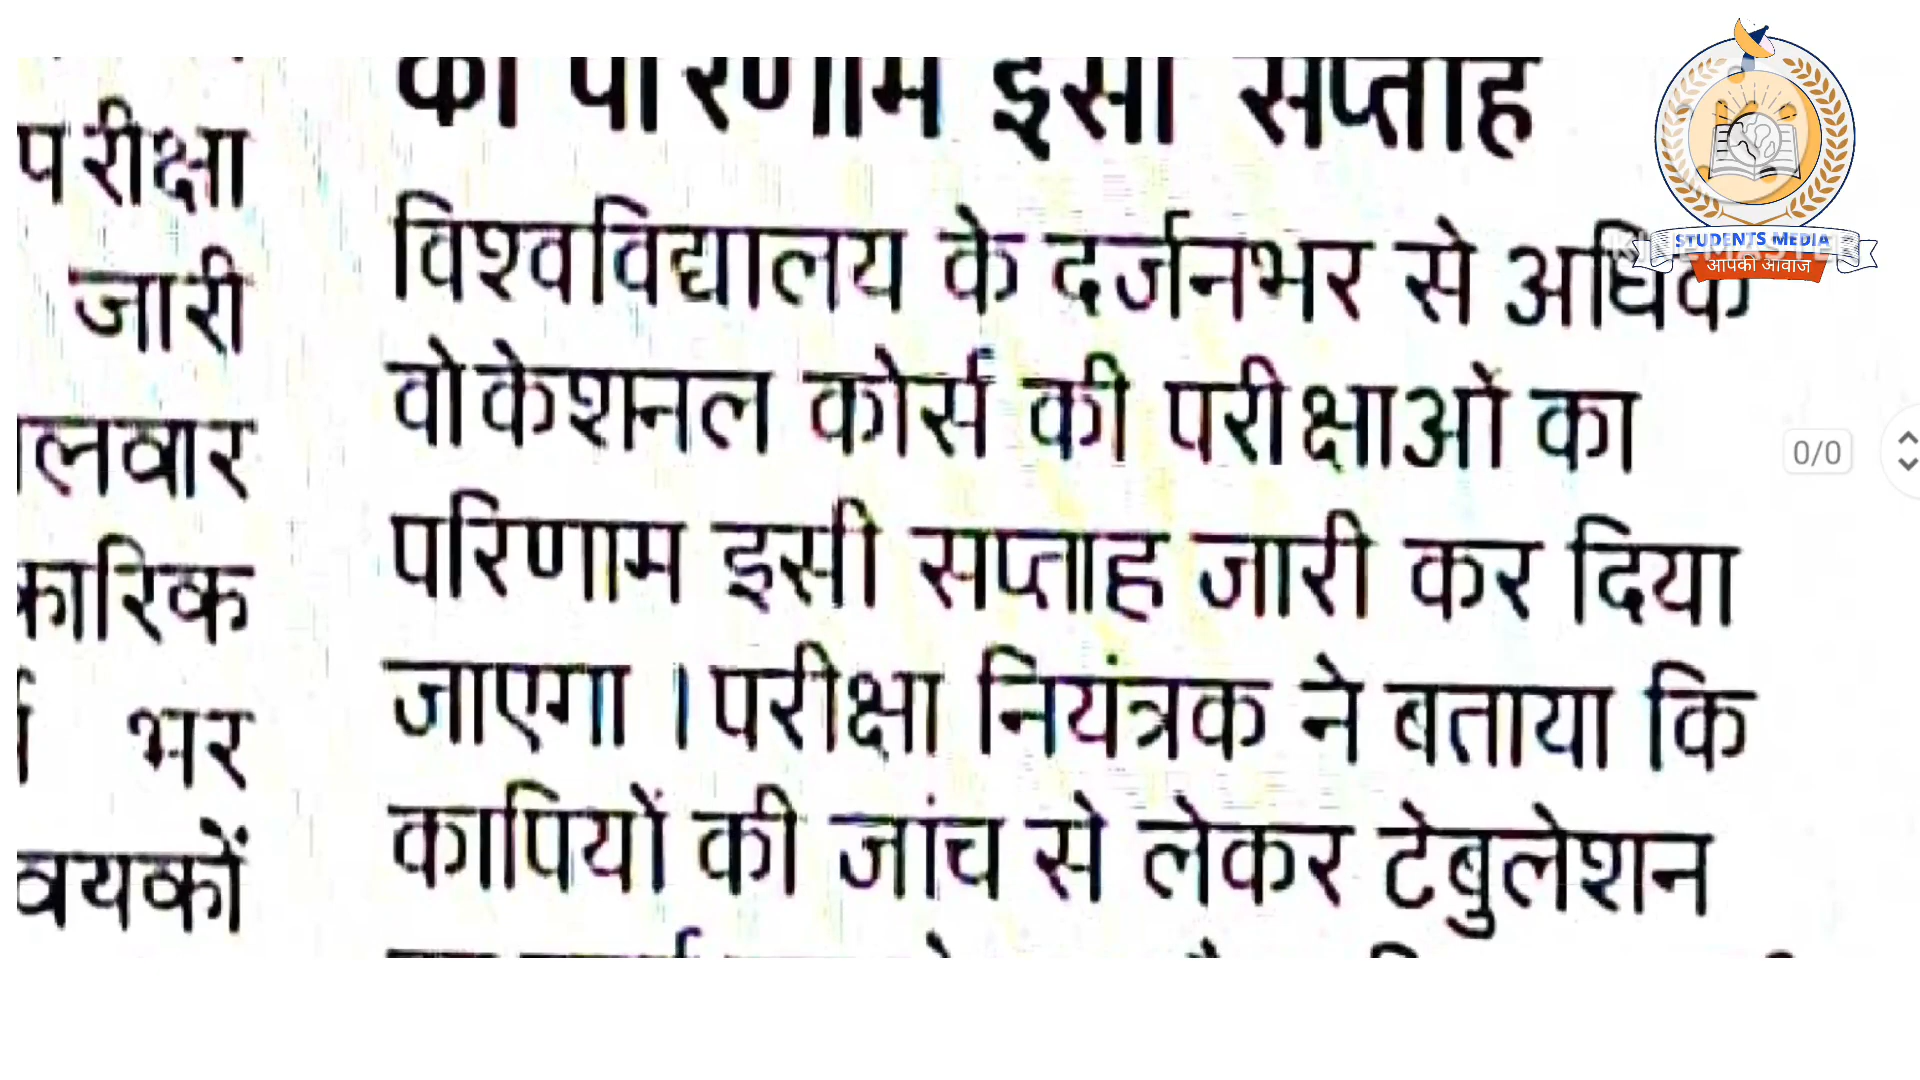 का परिणाम इसी सप्ताह
विश्वविद्यालय के दर्जनभर से अधिक
वोकेशनल कोर्स की परीक्षाओं का
परिणाम इसी सप्ताह जारी कर दिया
जाएगा । परीक्षा नियंत्रक ने बताया कि
कापियों की जांच से लेकर टेबुलेशन
परीक्षा
जारी
लवार
कारिक
भर
वयकों
STUDENTS MEDIA
आपकी आवाज
0/0